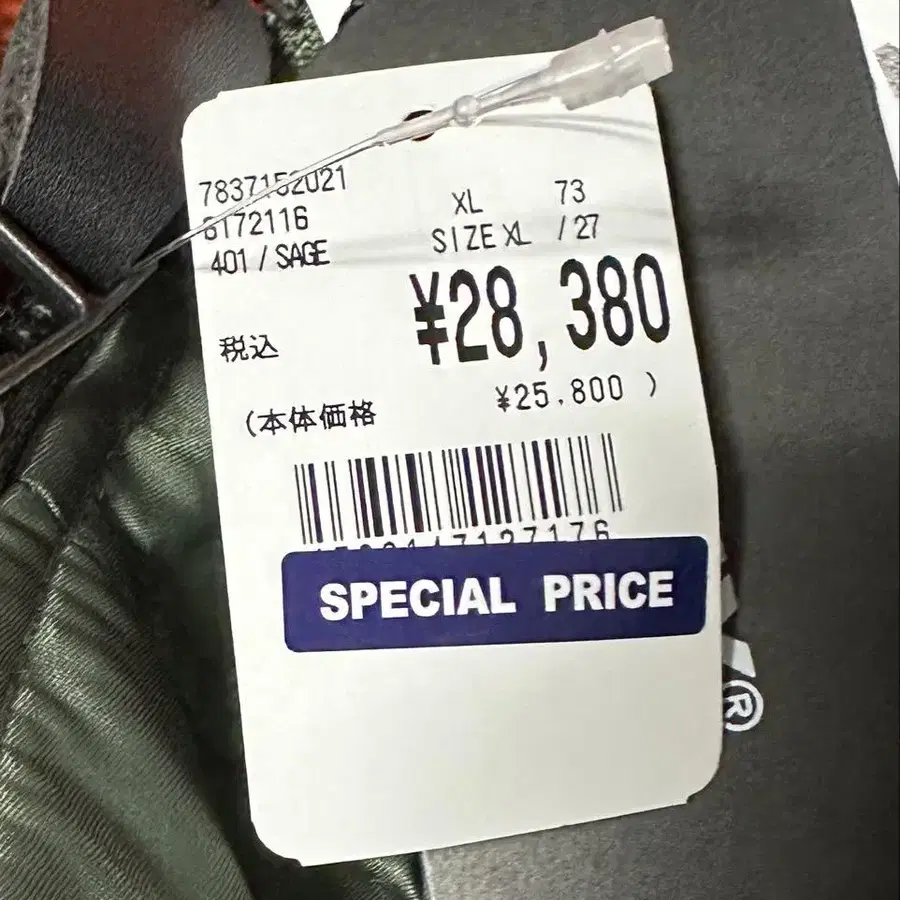 7837152021
6172116
401 / SAGE
XL 73
SIZE XL / 27
税込 ¥28,380
(本体価格 ¥25,800 )
SPECIAL PRICE
®